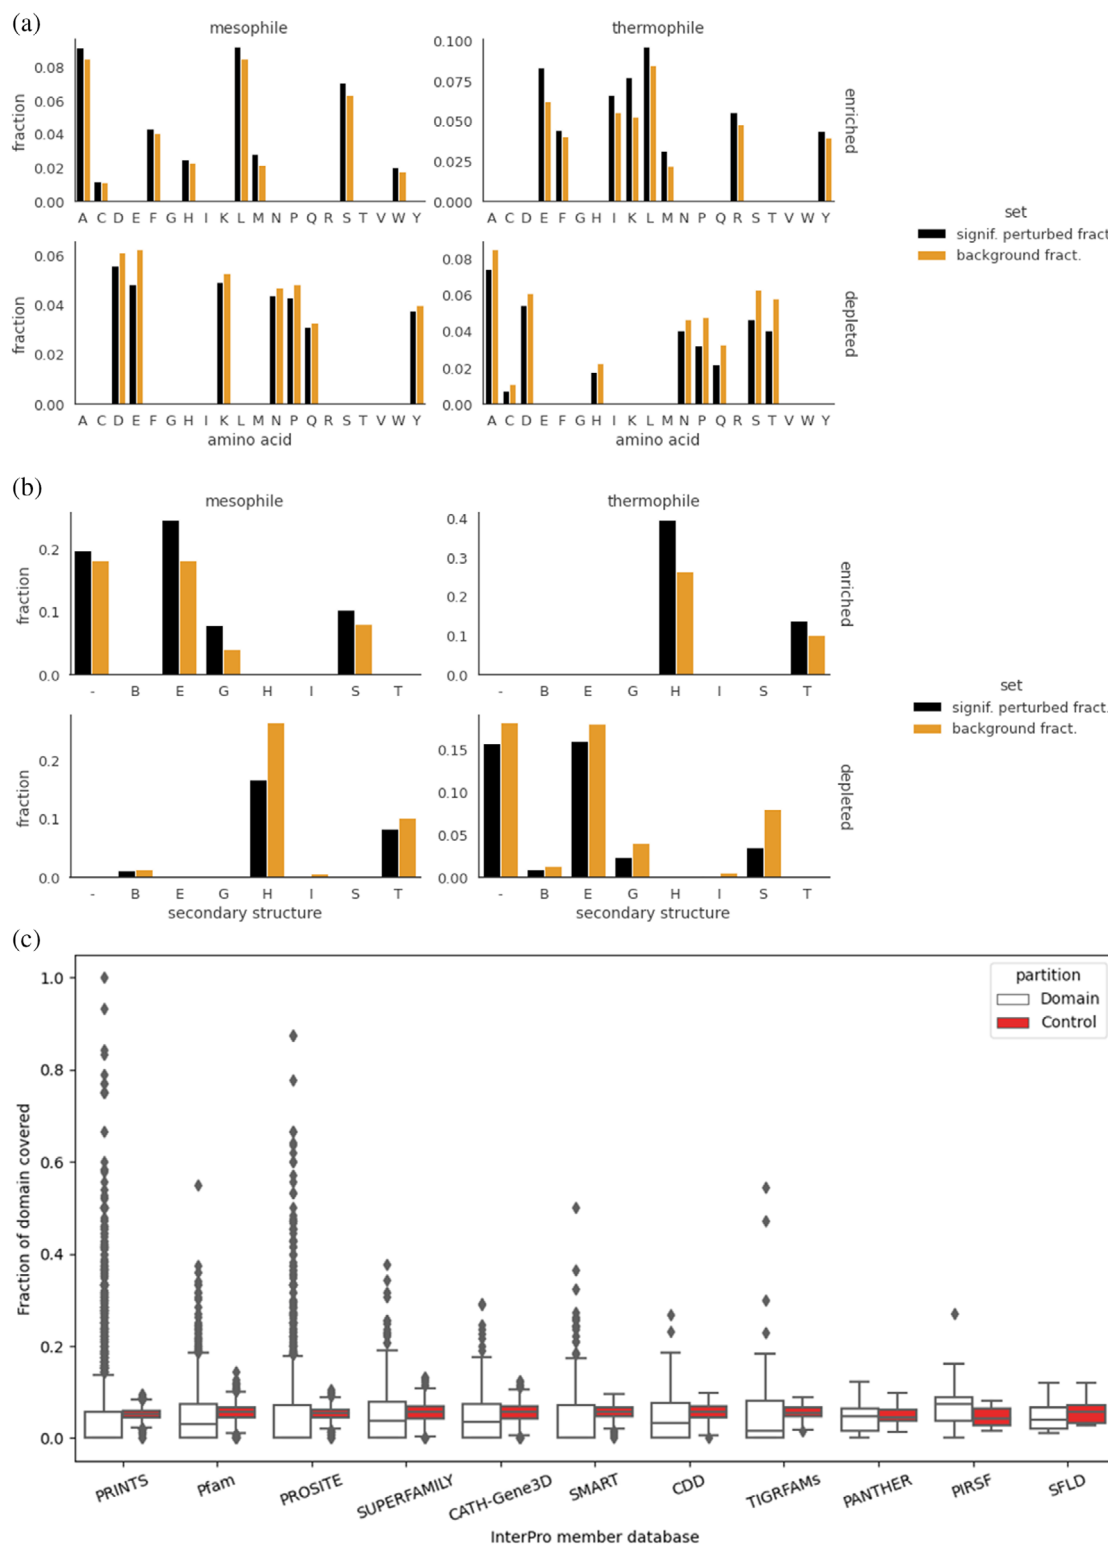 (a)
mesophile
thermophile
fraction
0.08
0.06
0.04
0.02
0.00
A C D E F G H I K L M N P Q R S T V W Y
0.100
0.075
0.050
0.025
0.000
A C D E F G H I K L M N P Q R S T V W Y
enriched
fraction
0.06
0.04
0.02
0.00
A C D E F G H I K L M N P Q R S T V W Y
amino acid
0.08
0.06
0.04
0.02
0.00
A C D E F G H I K L M N P Q R S T V W Y
amino acid
depleted
set
signif. perturbed fract
background fract.
(b)
mesophile
thermophile
fraction
0.2
0.1
0.0
- B E G H I S T
0.4
0.3
0.2
0.1
0.0
- B E G H I S T
enriched
fraction
0.2
0.1
0.0
- B E G H I S T
secondary structure
0.15
0.10
0.05
0.00
- B E G H I S T
secondary structure
depleted
set
signif. perturbed fract.
background fract.
(c)
Fraction of domain covered
1.0
0.8
0.6
0.4
0.2
0.0
partition
Domain
Control
PRINTS Pfam PROSITE SUPERFAMILY CATH-Gene3D SMART CDD TIGRFAMs PANTHER PIRSF SFLD
InterPro member database